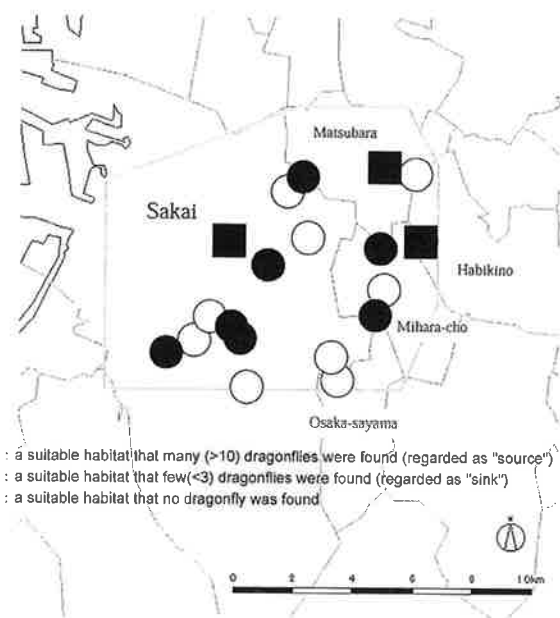 Matsubara
Sakai
Habikino
Mihara-cho
Osaka-sayama
: a suitable habitat that many (>10) dragonflies were found (regarded as "source")
: a suitable habitat that few(<3) dragonflies were found (regarded as "sink")
: a suitable habitat that no dragonfly was found
0 2 4 6 8 10km